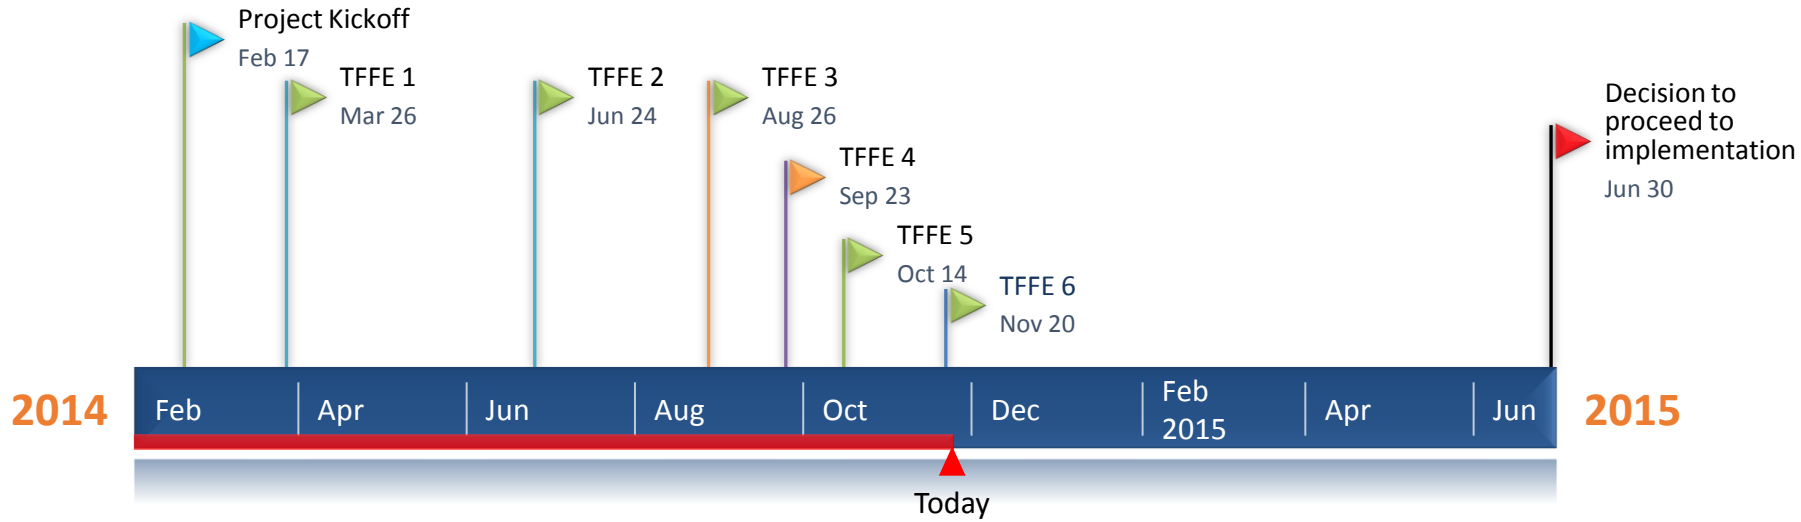 Project Kickoff
Feb 17
TFFE 1
Mar 26
TFFE 2
Jun 24
TFFE 3
Aug 26
TFFE 4
Sep 23
TFFE 5
Oct 14
TFFE 6
Nov 20
Decision to
proceed to
implementation
Jun 30
2014
Feb
Apr
Jun
Aug
Oct
Dec
Feb
2015
Apr
Jun
2015
Today